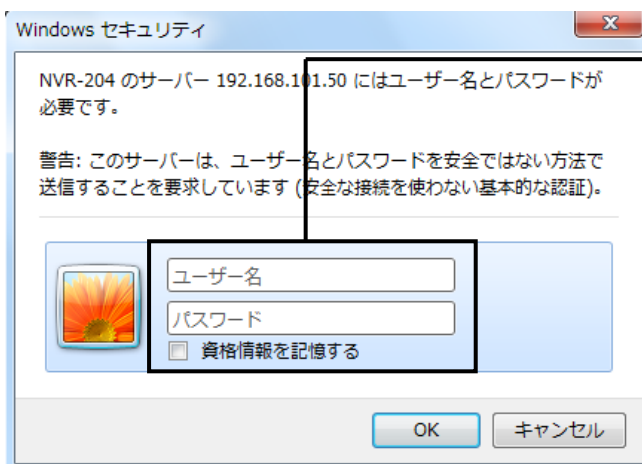 Windows セキュリティ
NVR-204 のサーバー 192.168.101.50 にはユーザー名とパスワードが
必要です。
警告: このサーバーは、ユーザー名とパスワードを安全ではない方法で
送信することを要求しています (安全な接続を使わない基本的な認証)。
ユーザー名
パスワード
資格情報を記憶する
OK キャンセル